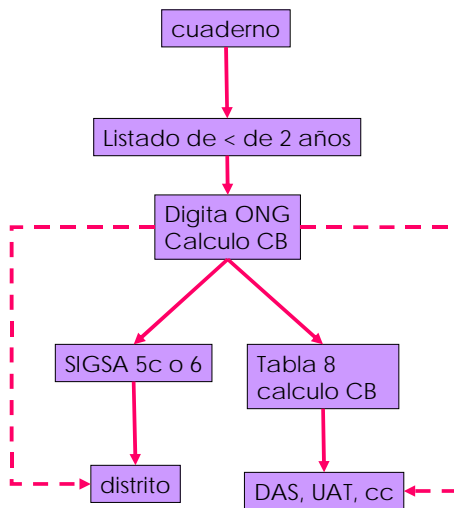 cuaderno
Listado de < de 2 años
Digita ONG
Calculo CB
SIGSA 5c o 6
Tabla 8
calculo CB
distrito
DAS, UAT, cc